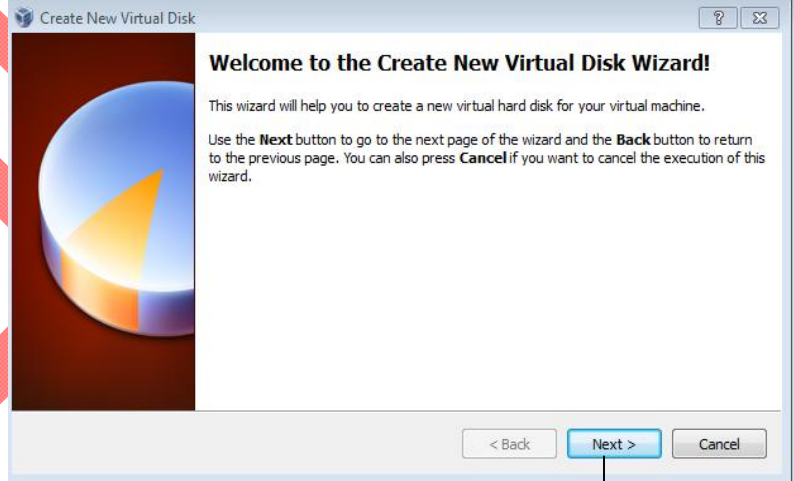 Create New Virtual Disk
Welcome to the Create New Virtual Disk Wizard!
This wizard will help you to create a new virtual hard disk for your virtual machine.
Use the Next button to go to the next page of the wizard and the Back button to return
to the previous page. You can also press Cancel if you want to cancel the execution of this
wizard.
< Back Next > Cancel